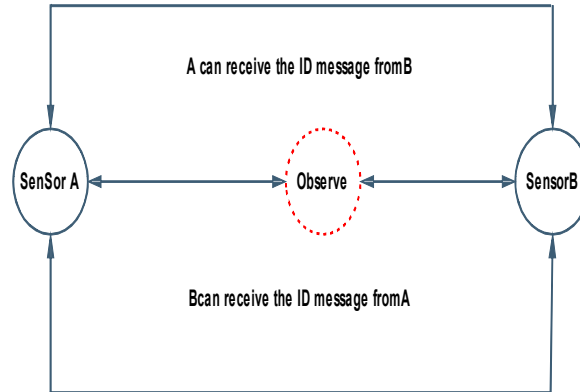 A can receive the ID message fromB
SenSor A
Observe
SensorB
Bcan receive the ID message fromA